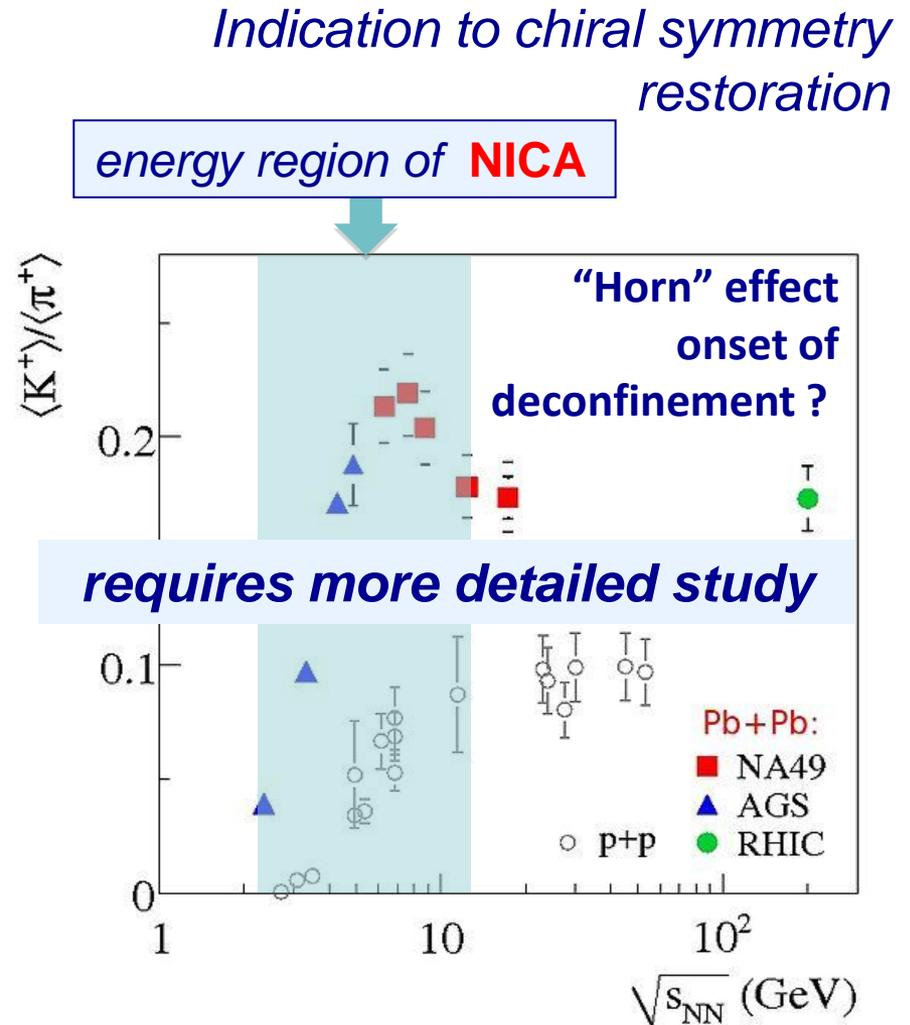 Indication to chiral symmetry
restoration
energy region of NICA
⟨K⁺⟩/⟨π⁺⟩
“Horn” effect
onset of
deconfinement ?
0.2
requires more detailed study
0.1
Pb+Pb:
NA49
AGS
p+p
RHIC
0
1
10
10²
√s_NN (GeV)